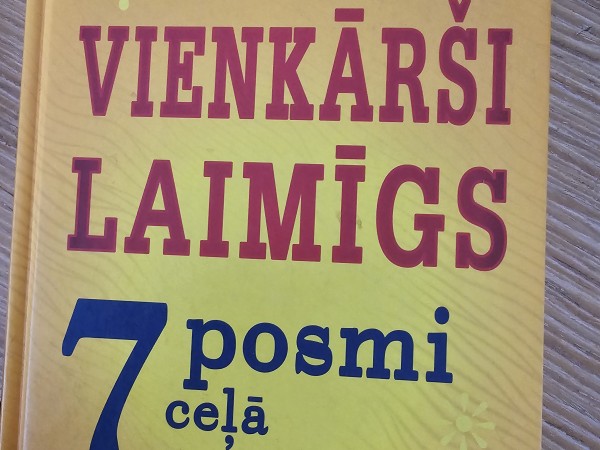 VIENKĀRŠI
LAIMĪGS
7 posmi
ceļā